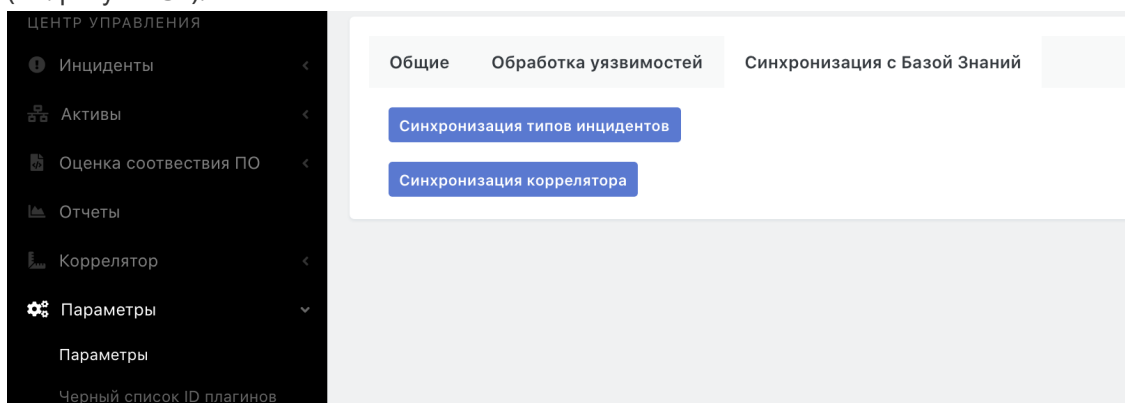 ЦЕНТР УПРАВЛЕНИЯ
Инциденты
Активы
Оценка соотвествия ПО
Отчеты
Коррелятор
Параметры
Параметры
Черный список ID плагинов
Общие Обработка уязвимостей Синхронизация с Базой Знаний
Синхронизация типов инцидентов
Синхронизация коррелятора